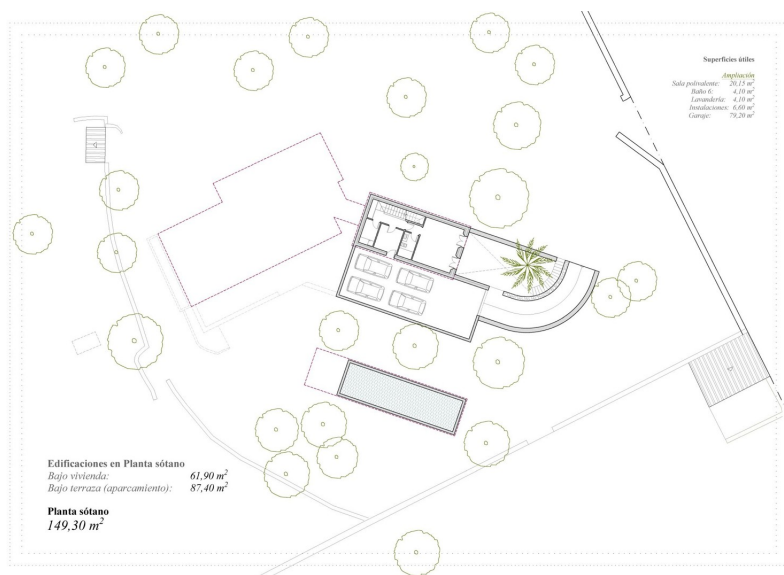 Superficies útiles
Ampliación
Sala polivalente: 20,15 m²
Baño 6: 4,10 m²
Lavandería: 4,10 m²
Instalaciones: 6,60 m²
Garaje: 79,20 m²
Edificaciones en Planta sótano
Bajo vivienda: 61,90 m²
Bajo terraza (aparcamiento): 87,40 m²
Planta sótano
149,30 m²